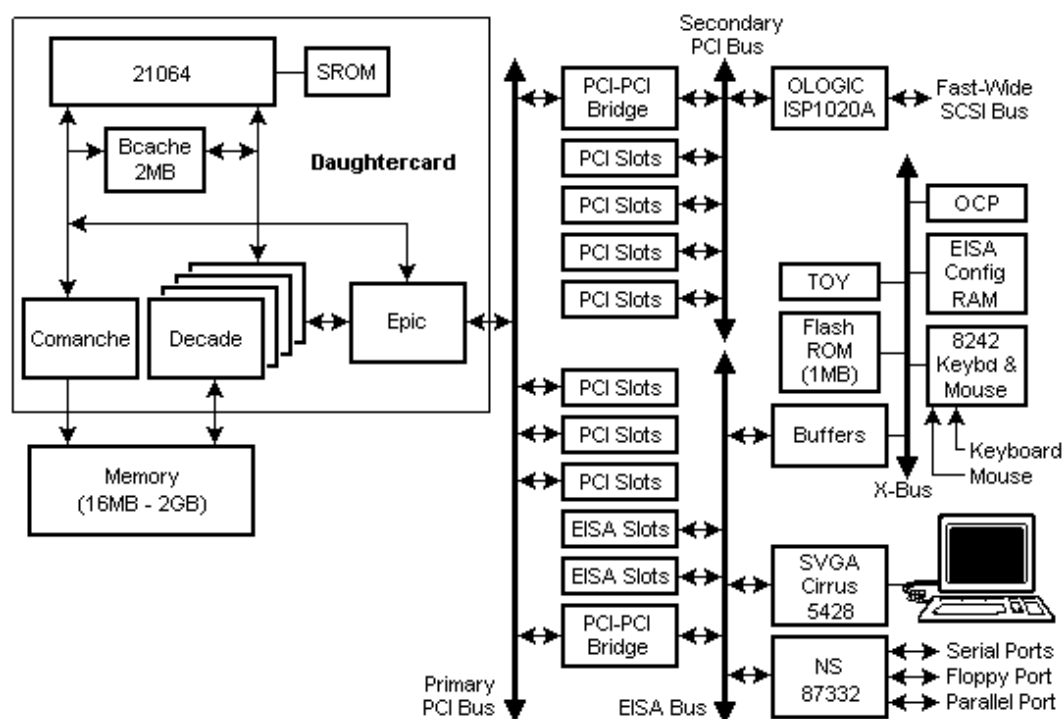 21064
SROM
Bcache
2MB
Daughtercard
Comanche
Decade
Epic
Memory
(16MB - 2GB)
Primary
PCI Bus
PCI-PCI
Bridge
PCI Slots
PCI Slots
PCI Slots
PCI Slots
PCI Slots
PCI Slots
PCI Slots
EISA Slots
EISA Slots
PCI-PCI
Bridge
Secondary
PCI Bus
EISA Bus
OLOGIC
ISP1020A
Fast-Wide
SCSI Bus
OCP
TOY
EISA
Config
RAM
Flash
ROM
(1MB)
8242
Keybd &
Mouse
Buffers
Keyboard
Mouse
X-Bus
SVGA
Cirrus
5428
NS
87332
Serial Ports
Floppy Port
Parallel Port